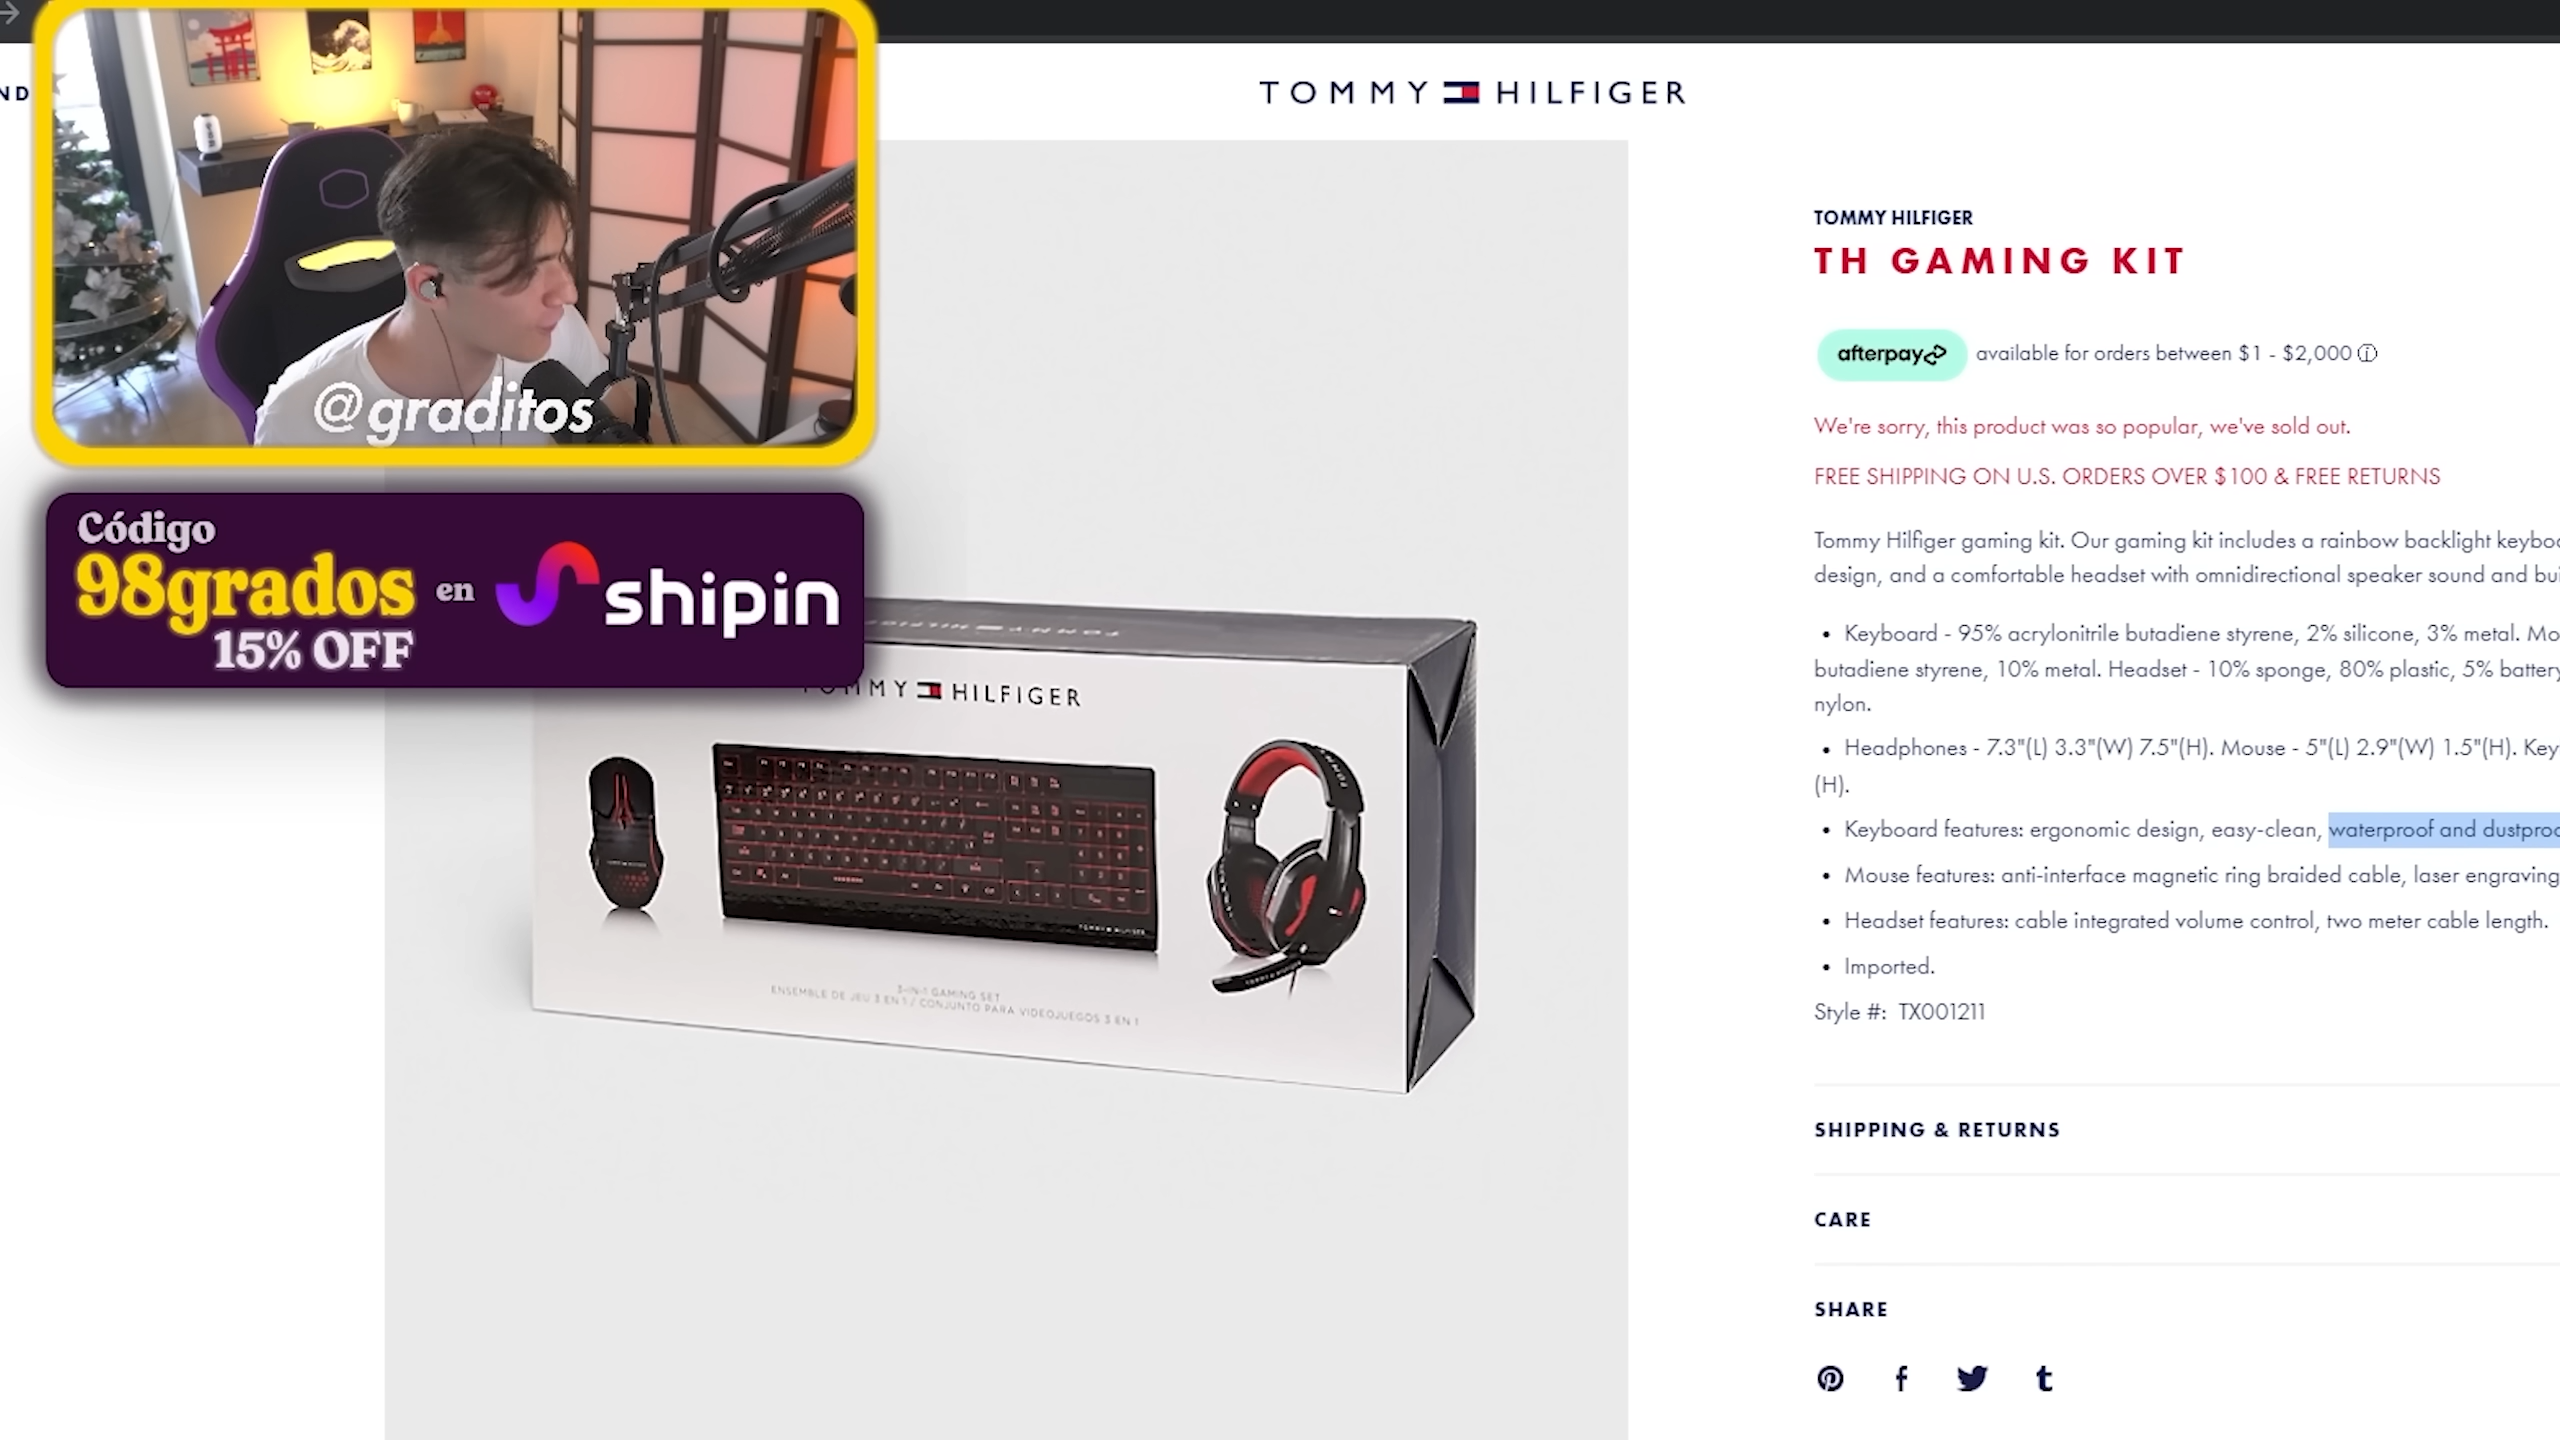 ND
TOMMY HILFIGER
@graditos
Código
98grados en shipin
15% OFF
TOMMY HILFIGER
TOMMY HILFIGER
3-IN-1 GAMING SET
ENSEMBLE DE JEU 3 EN 1 / CONJUNTO PARA VIDEOJUEGOS 3 EN 1
TOMMY HILFIGER
TH GAMING KIT
afterpay available for orders between $1 - $2,000
We're sorry, this product was so popular, we've sold out.
FREE SHIPPING ON U.S. ORDERS OVER $100 & FREE RETURNS
Tommy Hilfiger gaming kit. Our gaming kit includes a rainbow backlight keyboa
design, and a comfortable headset with omnidirectional speaker sound and bui
• Keyboard - 95% acrylonitrile butadiene styrene, 2% silicone, 3% metal. Mo
butadiene styrene, 10% metal. Headset - 10% sponge, 80% plastic, 5% battery
nylon.
• Headphones - 7.3"(L) 3.3"(W) 7.5"(H). Mouse - 5"(L) 2.9"(W) 1.5"(H). Key
(H).
• Keyboard features: ergonomic design, easy-clean, waterproof and dustproo
• Mouse features: anti-interface magnetic ring braided cable, laser engraving
• Headset features: cable integrated volume control, two meter cable length.
• Imported.
Style #: TX001211
SHIPPING & RETURNS
CARE
SHARE